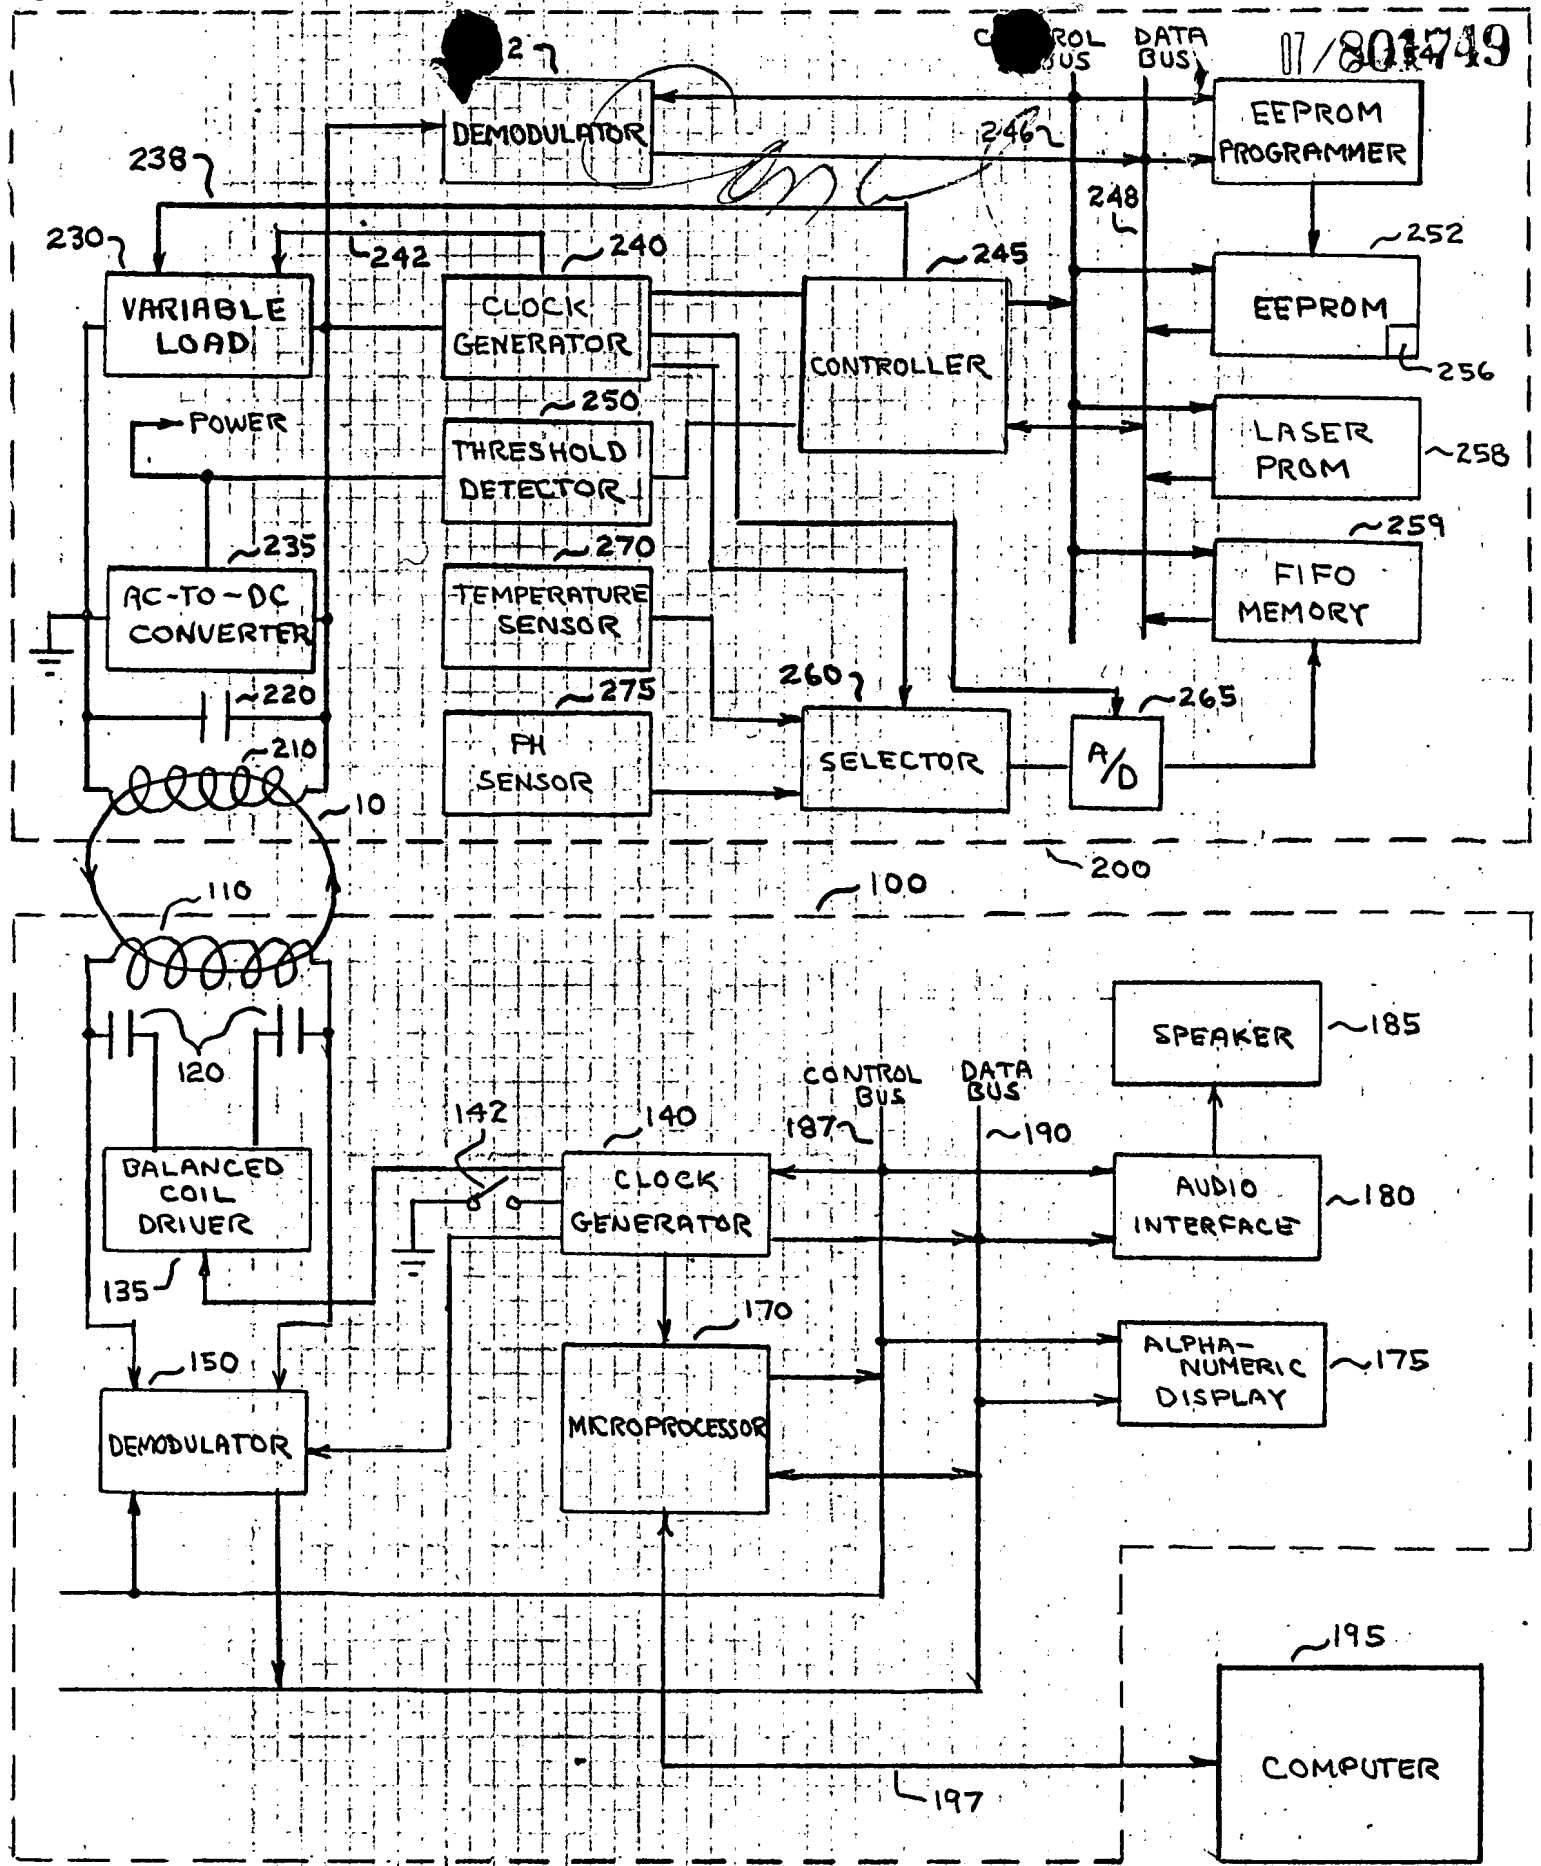 2
DATA
BUS
BUS
DEMODULATOR
EEPROM
PROGRAMMER
246
238
248
230
242
240
245
252
VARIABLE
LOAD
CLOCK
GENERATOR
CONTROLLER
EEPROM
256
POWER
250
THRESHOLD
DETECTOR
LASER
PROM
258
235
270
259
AC-TO-DC
CONVERTER
TEMPERATURE
SENSOR
FIFO
MEMORY
220
275
260
265
210
PH
SENSOR
SELECTOR
A/D
10
200
100
110
SPEAKER
185
120
CONTROL
BUS
DATA
BUS
142
140
187
190
BALANCED
COIL
DRIVER
CLOCK
GENERATOR
AUDIO
INTERFACE
180
135
170
150
ALPHA-
NUMERIC
DISPLAY
175
DEMODULATOR
MICROPROCESSOR
195
COMPUTER
197